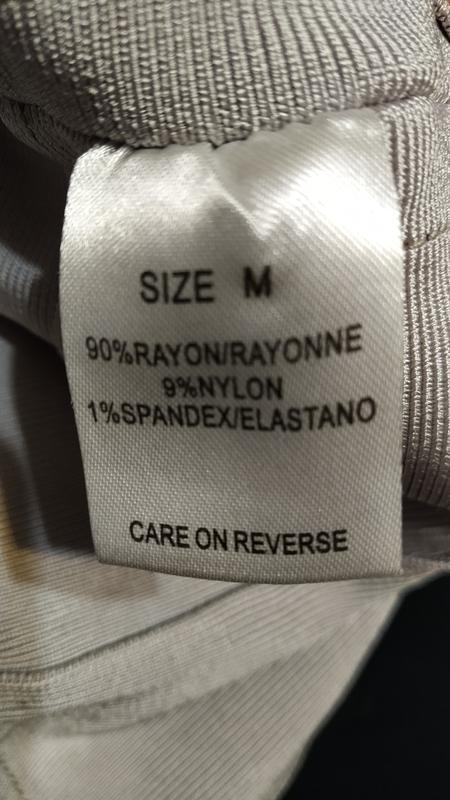 SIZE M
90%RAYON/RAYONNE
9%NYLON
1%SPANDEX/ELASTANO
CARE ON REVERSE